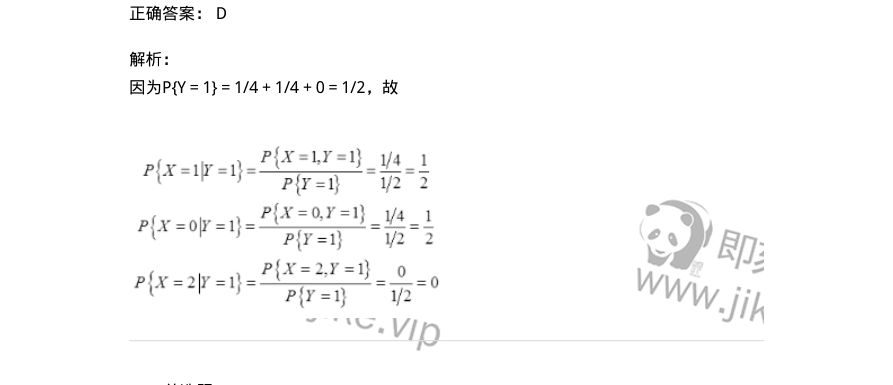 正确答案： D
解析：
因为P{Y = 1} = 1/4 + 1/4 + 0 = 1/2，故
P{X=1|Y=1} = P{X=1,Y=1} / P{Y=1} = 1/4 / 1/2 = 1/2
P{X=0|Y=1} = P{X=0,Y=1} / P{Y=1} = 1/4 / 1/2 = 1/2
P{X=2|Y=1} = P{X=2,Y=1} / P{Y=1} = 0 / 1/2 = 0
即
www.jik
.vip